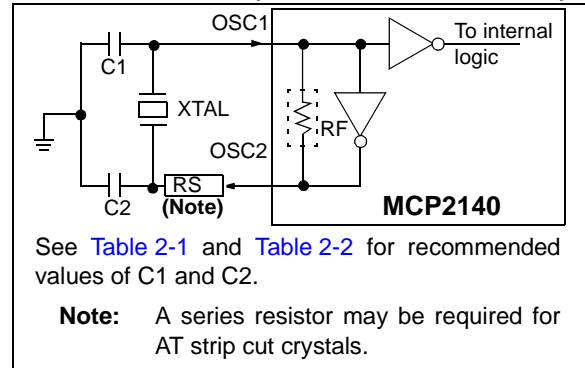 OSC1
To internal
logic
C1
XTAL
RF
OSC2
RS
C2
(Note)
MCP2140
See Table 2-1 and Table 2-2 for recommended
values of C1 and C2.
Note: A series resistor may be required for
AT strip cut crystals.